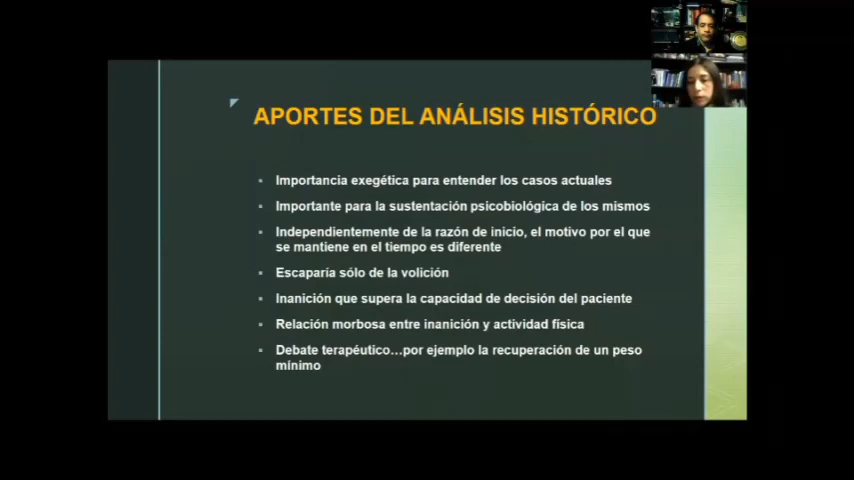 APORTES DEL ANÁLISIS HISTÓRICO
▪ Importancia exegética para entender los casos actuales
▪ Importante para la sustentación psicobiológica de los mismos
▪ Independientemente de la razón de inicio, el motivo por el que
se mantiene en el tiempo es diferente
▪ Escaparía sólo de la volición
▪ Inanición que supera la capacidad de decisión del paciente
▪ Relación morbosa entre inanición y actividad física
▪ Debate terapéutico…por ejemplo la recuperación de un peso
mínimo